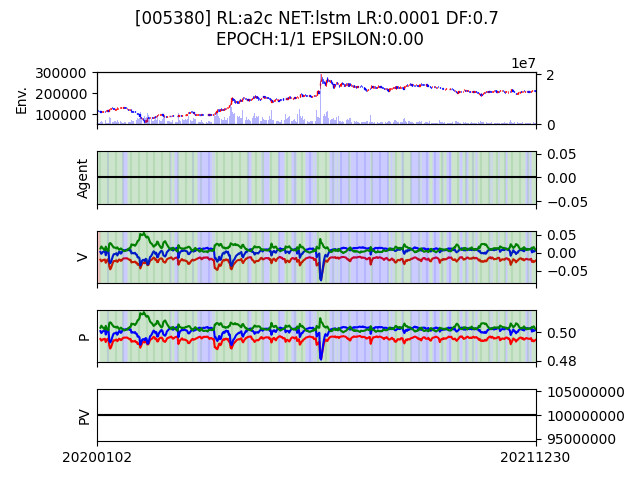 [005380] RL:a2c NET:lstm LR:0.0001 DF:0.7
EPOCH:1/1 EPSILON:0.00
1e7
Env.
300000
200000
100000
2
0
Agent
0.05
0.00
−0.05
V
0.05
0.00
−0.05
P
0.50
0.48
PV
105000000
100000000
95000000
20200102
20211230